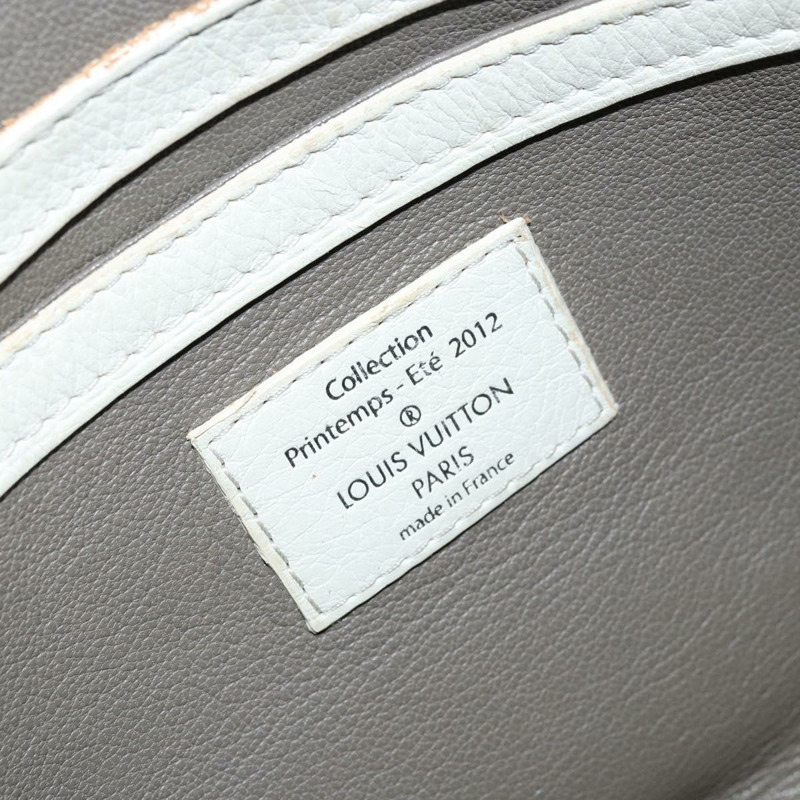 Collection
Printemps - Eté 2012
®
LOUIS VUITTON
PARIS
made in France